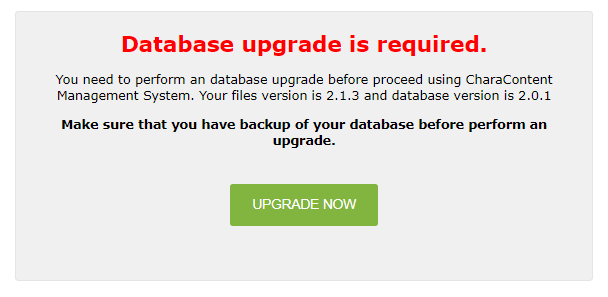 Database upgrade is required.
You need to perform an database upgrade before proceed using CharaContent
Management System. Your files version is 2.1.3 and database version is 2.0.1
Make sure that you have backup of your database before perform an
upgrade.
UPGRADE NOW